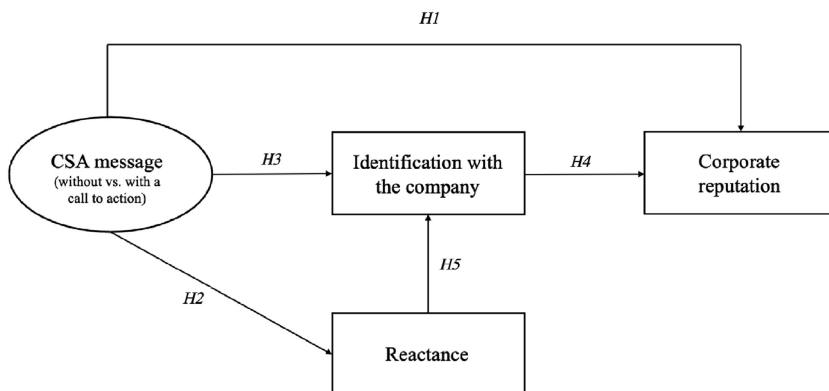 H1
CSA message
(without vs. with a
call to action)
H3
Identification with
the company
H4
Corporate
reputation
H2
H5
Reactance